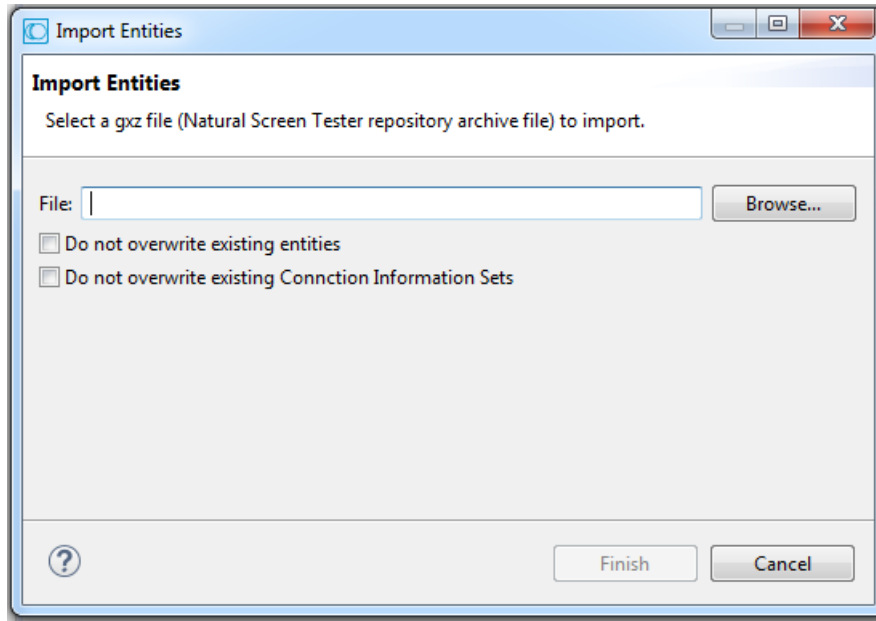 Import Entities
Import Entities
Select a gxz file (Natural Screen Tester repository archive file) to import.
File: Browse...
Do not overwrite existing entities
Do not overwrite existing Connction Information Sets
? Finish Cancel